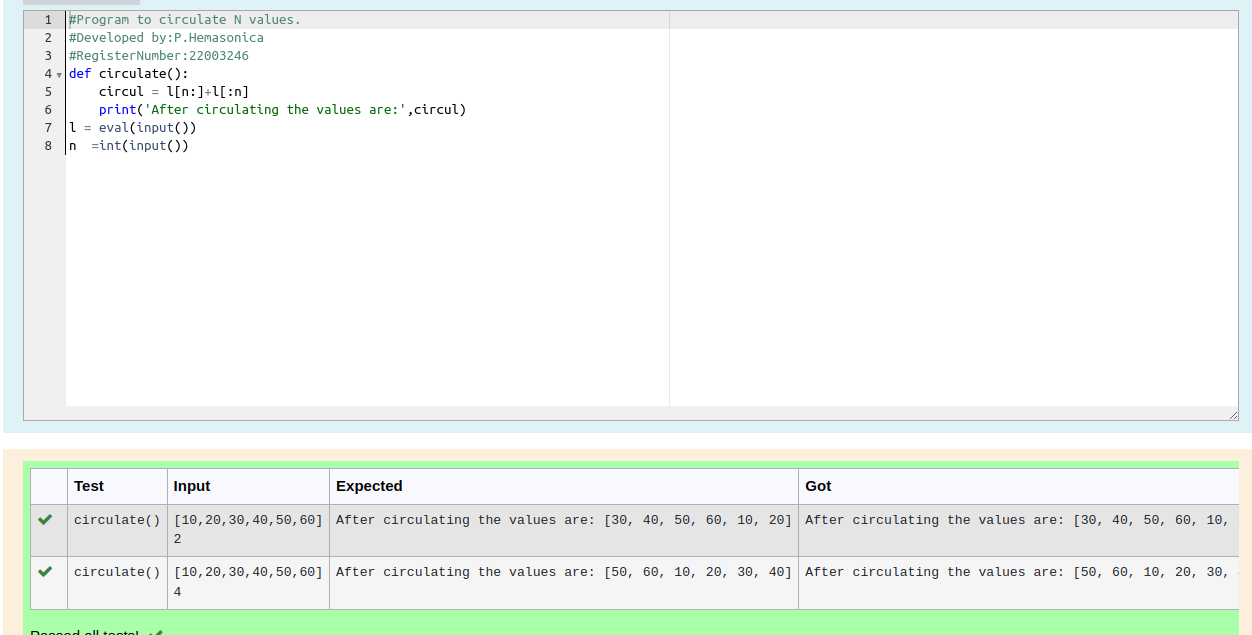 1 #Program to circulate N values.
2 #Developed by:P.Hemasonica
3 #RegisterNumber:22003246
4 def circulate():
5     circul = l[n:]+l[:n]
6     print('After circulating the values are:',circul)
7 l = eval(input())
8 n  =int(input())
Test Input Expected Got
circulate() [10,20,30,40,50,60] After circulating the values are: [30, 40, 50, 60, 10, 20] After circulating the values are: [30, 40, 50, 60, 10,
2
circulate() [10,20,30,40,50,60] After circulating the values are: [50, 60, 10, 20, 30, 40] After circulating the values are: [50, 60, 10, 20, 30,
4
Passed all tests!